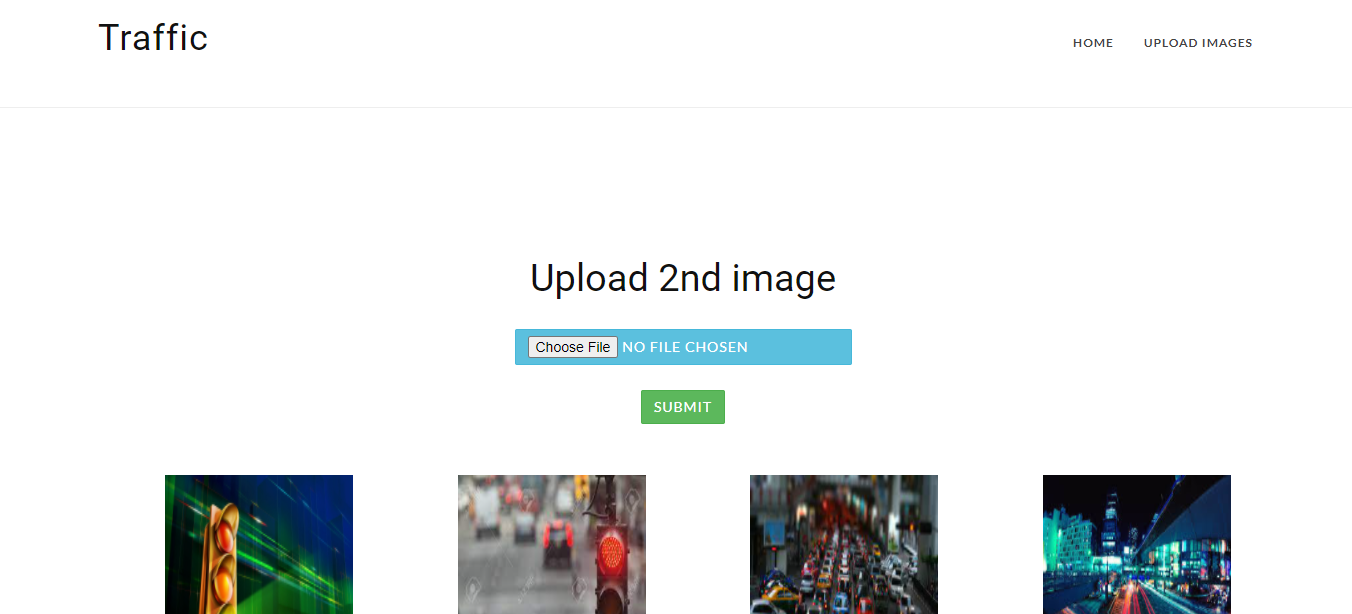 Traffic
HOME
UPLOAD IMAGES
Upload 2nd image
Choose File NO FILE CHOSEN
SUBMIT